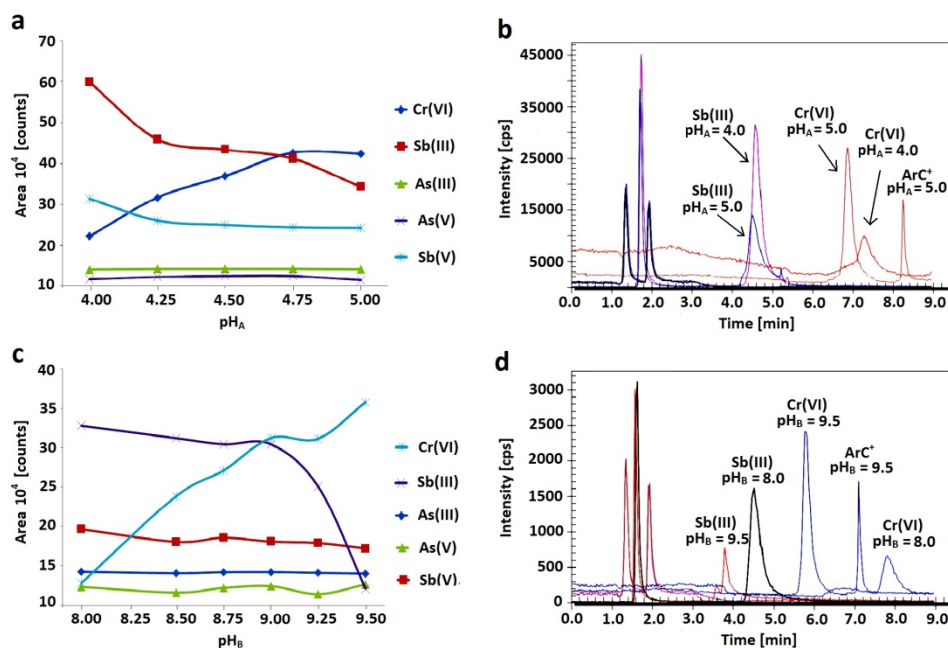 a
Area 10⁴ [counts]
70
60
50
40
30
20
10
4.00
4.25
4.50
4.75
5.00
pH_A
Cr(VI)
Sb(III)
As(III)
As(V)
Sb(V)
b
Intensity [cps]
45000
35000
25000
15000
5000
0.0
1.0
2.0
3.0
4.0
5.0
6.0
7.0
8.0
9.0
Time [min]
Sb(III)
pH_A = 4.0
Sb(III)
pH_A = 5.0
Cr(VI)
pH_A = 5.0
Cr(VI)
pH_A = 4.0
ArC⁺
pH_A = 5.0
c
Area 10⁴ [counts]
40
35
30
25
20
15
10
8.00
8.25
8.50
8.75
9.00
9.25
9.50
pH_B
Cr(VI)
Sb(III)
As(III)
As(V)
Sb(V).
d
Intensity [cps]
3000
2500
2000
1500
1000
500
0
0.0
1.0
2.0
3.0
4.0
5.0
6.0
7.0
8.0
9.0
Time [min]
Sb(III)
pH_B = 9.5
Sb(III)
pH_B = 8.0
Cr(VI)
pH_B = 9.5
ArC⁺
pH_B = 9.5
Cr(VI)
pH_B = 8.0